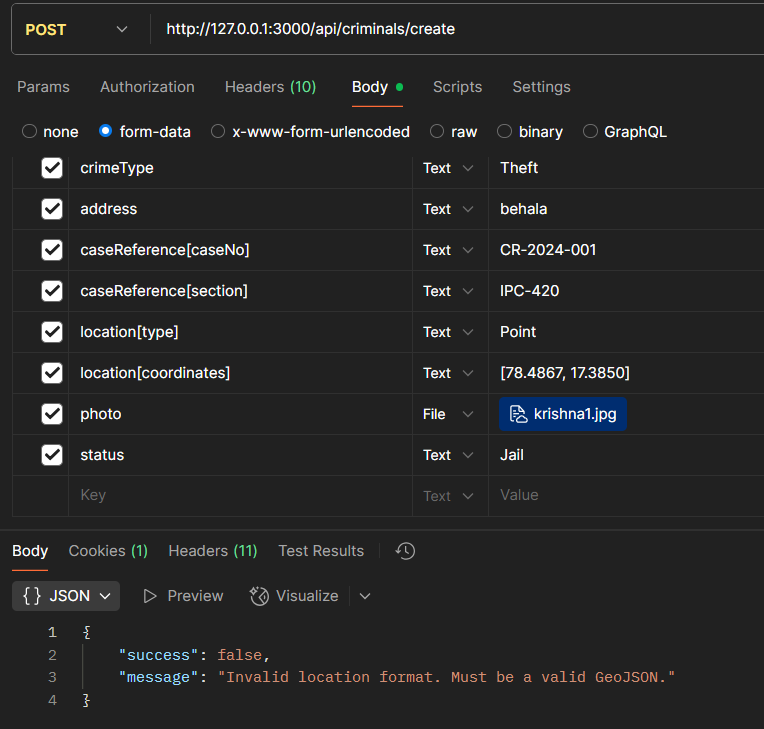 POST http://127.0.0.1:3000/api/criminals/create
Params Authorization Headers (10) Body Scripts Settings
none form-data x-www-form-urlencoded raw binary GraphQL
crimeType Text Theft
address Text behala
caseReference[caseNo] Text CR-2024-001
caseReference[section] Text IPC-420
location[type] Text Point
location[coordinates] Text [78.4867, 17.3850]
photo File krishna1.jpg
status Text Jail
Key Text Value
Body Cookies (1) Headers (11) Test Results
{} JSON Preview Visualize
1 {
2 "success": false,
3 "message": "Invalid location format. Must be a valid GeoJSON."
4 }